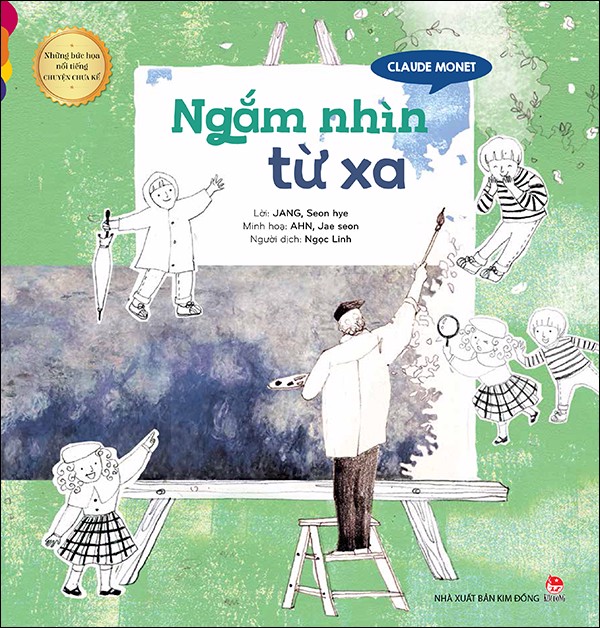 Những bức họa
nổi tiếng
CHUYỆN CHƯA KỂ
CLAUDE MONET
Ngắm nhìn
từ xa
Lời: JANG, Seon hye
Minh hoạ: AHN, Jae seon
Người dịch: Ngọc Linh
NHÀ XUẤT BẢN KIM ĐỒNG